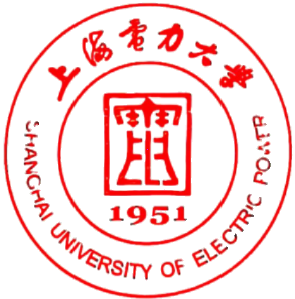 上海电力大学
1951
SHANGHAI UNIVERSITY OF ELECTRIC POWER